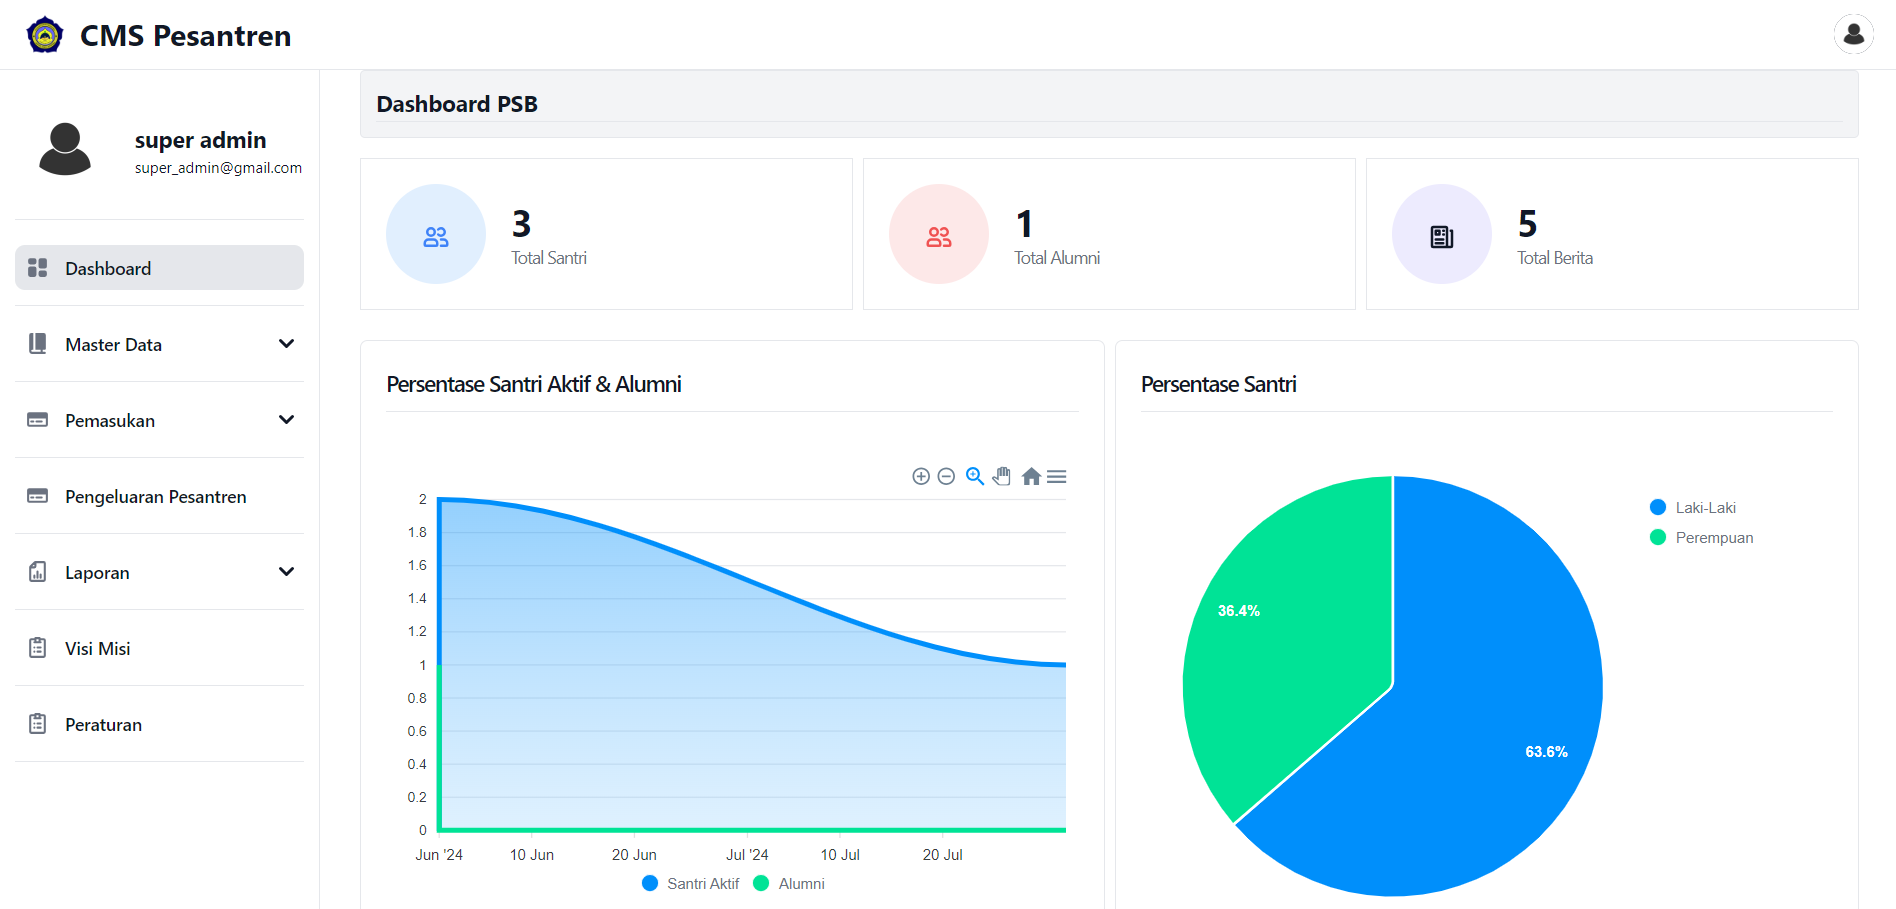 CMS Pesantren
super admin
super_admin@gmail.com
Dashboard
Master Data
Pemasukan
Pengeluaran Pesantren
Laporan
Visi Misi
Peraturan
Dashboard PSB
3
Total Santri
1
Total Alumni
5
Total Berita
Persentase Santri Aktif & Alumni
2
1.8
1.6
1.4
1.2
1
0.8
0.6
0.4
0.2
0
Jun '24 10 Jun 20 Jun Jul '24 10 Jul 20 Jul
Santri Aktif Alumni
Persentase Santri
Laki-Laki
Perempuan
36.4%
63.6%